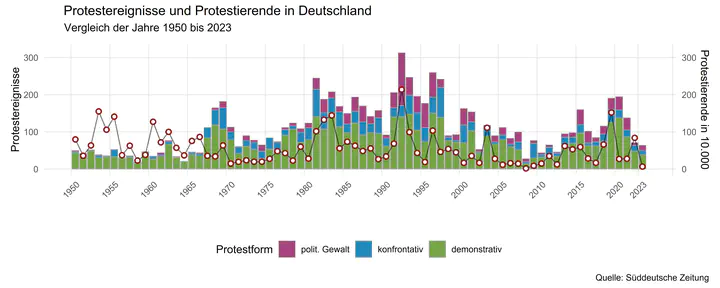 Protestereignisse und Protestierende in Deutschland
Vergleich der Jahre 1950 bis 2023
Protestereignisse
300
200
100
0
300
200
100
0
Protestierende in 10.000
1950
1955
1960
1965
1970
1975
1980
1985
1990
1995
2000
2005
2010
2015
2020
2023
Protestform
polit. Gewalt
konfrontativ
demonstrativ
Quelle: Süddeutsche Zeitung